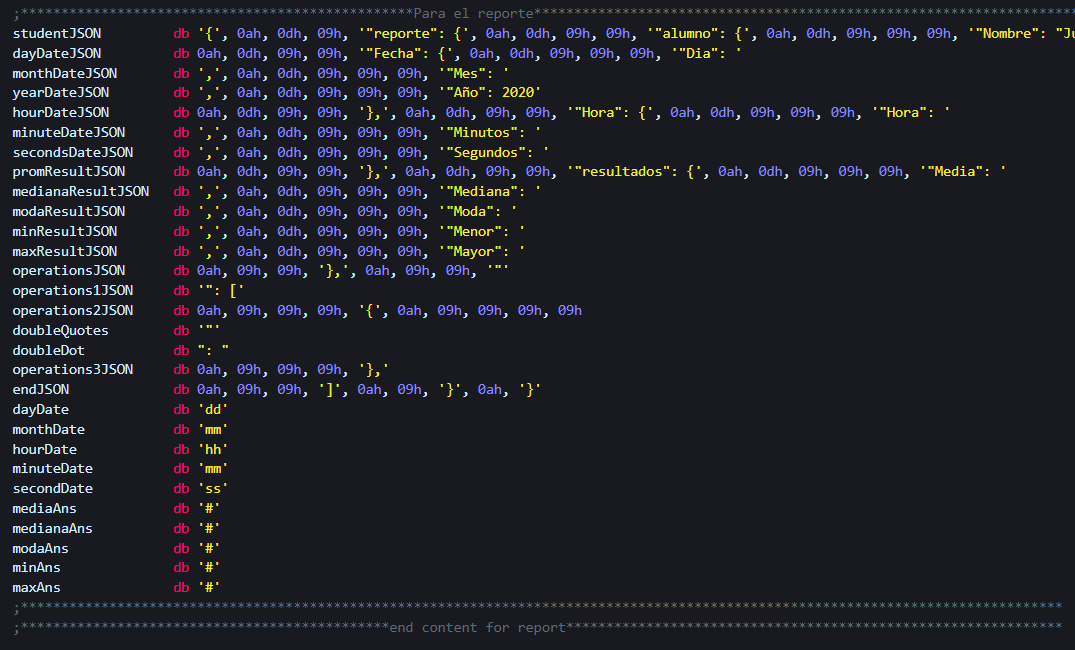 ;*************************************************Para el reporte********************************************************************
studentJSON db '{', 0ah, 0dh, 09h, '"reporte": {', 0ah, 0dh, 09h, 09h, '"alumno": {', 0ah, 0dh, 09h, 09h, 09h, '"Nombre": "Ju
dayDateJSON db 0ah, 0dh, 09h, 09h, '"Fecha": {', 0ah, 0dh, 09h, 09h, 09h, '"Dia": '
monthDateJSON db ',', 0ah, 0dh, 09h, 09h, 09h, '"Mes": '
yearDateJSON db ',', 0ah, 0dh, 09h, 09h, 09h, '"Año": 2020'
hourDateJSON db 0ah, 0dh, 09h, 09h, '},', 0ah, 0dh, 09h, 09h, '"Hora": {', 0ah, 0dh, 09h, 09h, 09h, '"Hora": '
minuteDateJSON db ',', 0ah, 0dh, 09h, 09h, 09h, '"Minutos": '
secondsDateJSON db ',', 0ah, 0dh, 09h, 09h, 09h, '"Segundos": '
promResultJSON db 0ah, 0dh, 09h, 09h, '},', 0ah, 0dh, 09h, 09h, '"resultados": {', 0ah, 0dh, 09h, 09h, 09h, '"Media": '
medianaResultJSON db ',', 0ah, 0dh, 09h, 09h, 09h, '"Mediana": '
modaResultJSON db ',', 0ah, 0dh, 09h, 09h, 09h, '"Moda": '
minResultJSON db ',', 0ah, 0dh, 09h, 09h, 09h, '"Menor": '
maxResultJSON db ',', 0ah, 0dh, 09h, 09h, 09h, '"Mayor": '
operationsJSON db 0ah, 09h, 09h, '},', 0ah, 09h, 09h, '"'
operations1JSON db '": ['
operations2JSON db 0ah, 09h, 09h, 09h, '{', 0ah, 09h, 09h, 09h, 09h
doubleQuotes db '"'
doubleDot db ": "
operations3JSON db 0ah, 09h, 09h, 09h, '},'
endJSON db 0ah, 09h, 09h, ']', 0ah, 09h, '}', 0ah, '}'
dayDate db 'dd'
monthDate db 'mm'
hourDate db 'hh'
minuteDate db 'mm'
secondDate db 'ss'
mediaAns db '#'
medianaAns db '#'
modaAns db '#'
minAns db '#'
maxAns db '#'
;**********************************************************************************************************************************
;**********************************************end content for report**************************************************************